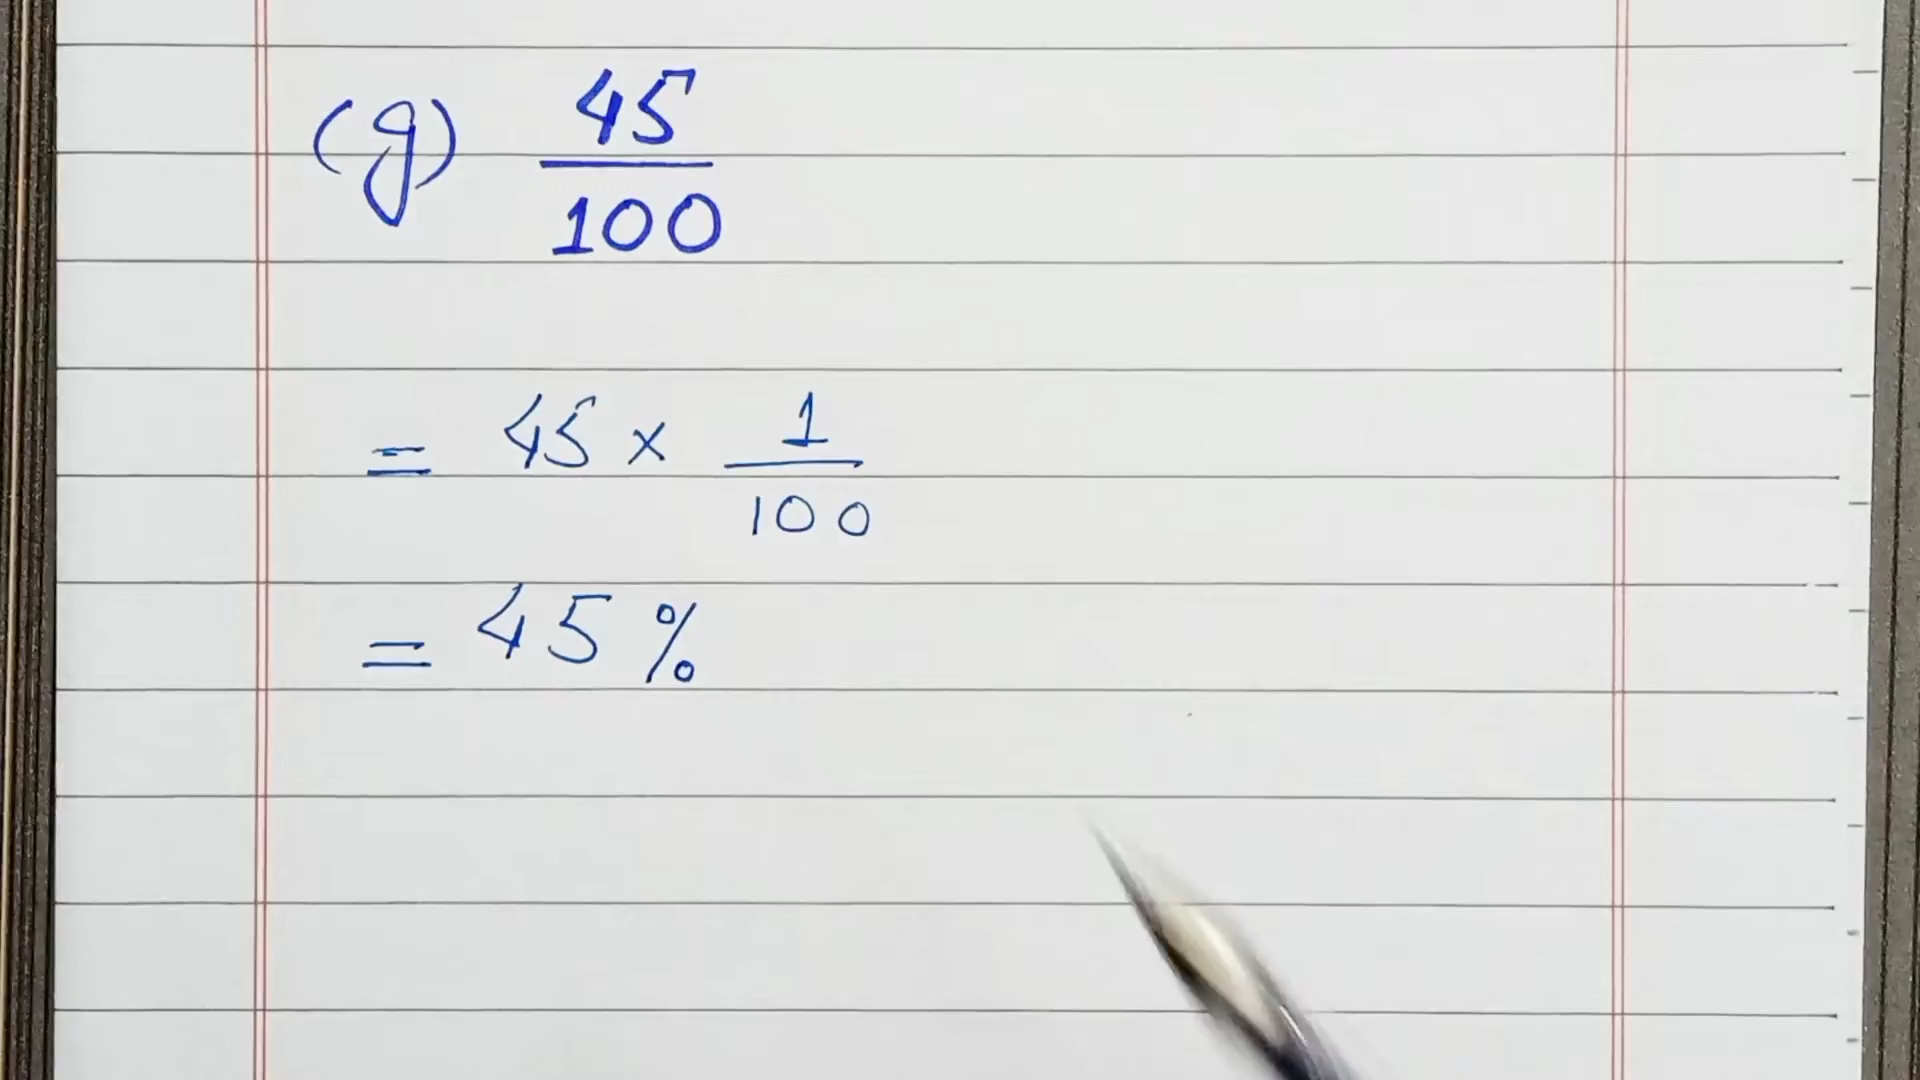 (g) 45/100
= 45 × 1/100
= 45 %